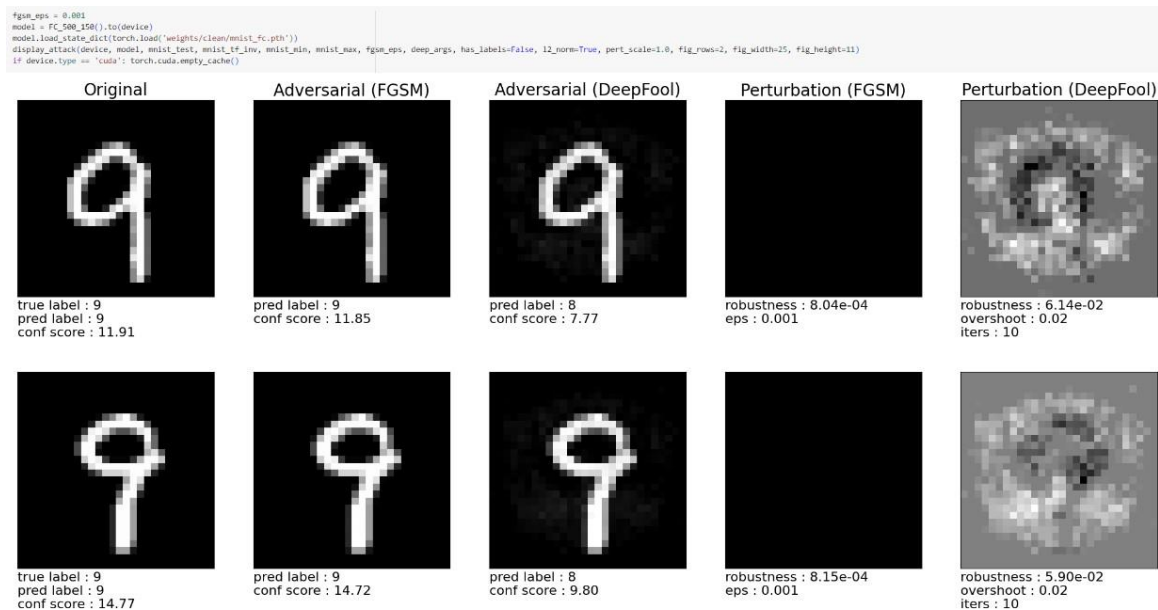 fgsm_eps = 0.001
model = FC_500_150().to(device)
model.load_state_dict(torch.load('weights/clean/mnist_fc.pth'))
display_attack(device, model, mnist_test, mnist_tf_inv, mnist_min, mnist_max, fgsm_eps, deep_args, has_labels=False, l2_norm=True, pert_scale=1.0, fig_rows=2, fig_width=25, fig_height=11)
if device.type == 'cuda': torch.cuda.empty_cache()
Original Adversarial (FGSM) Adversarial (DeepFool) Perturbation (FGSM) Perturbation (DeepFool)
true label : 9 pred label : 9 pred label : 8 robustness : 8.04e-04 robustness : 6.14e-02
pred label : 9 conf score : 11.85 conf score : 7.77 eps : 0.001 overshoot : 0.02
conf score : 11.91 iters : 10
true label : 9 pred label : 9 pred label : 8 robustness : 8.15e-04 robustness : 5.90e-02
pred label : 9 conf score : 14.72 conf score : 9.80 eps : 0.001 overshoot : 0.02
conf score : 14.77 iters : 10